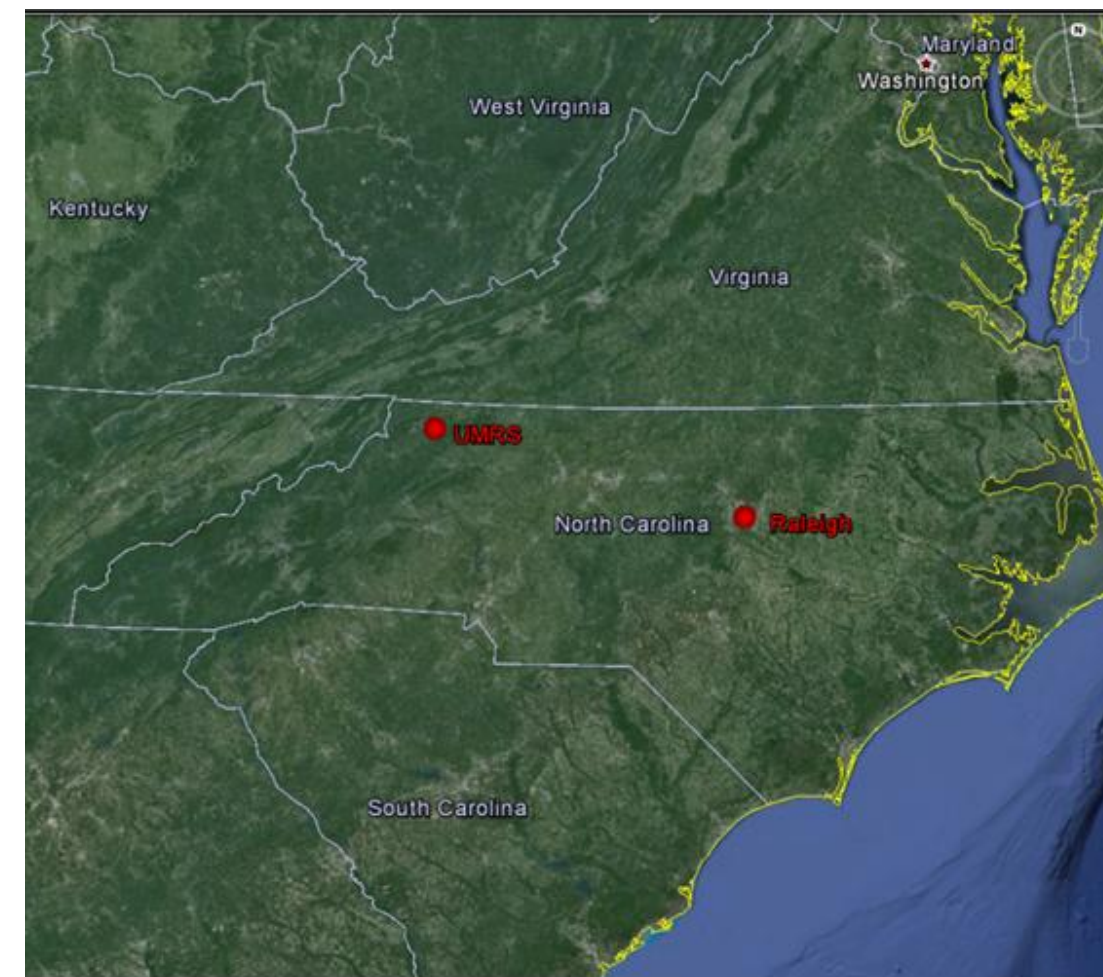 N
Maryland
Washington
West Virginia
Kentucky
Virginia
UMRS
North Carolina
Raleigh
South Carolina